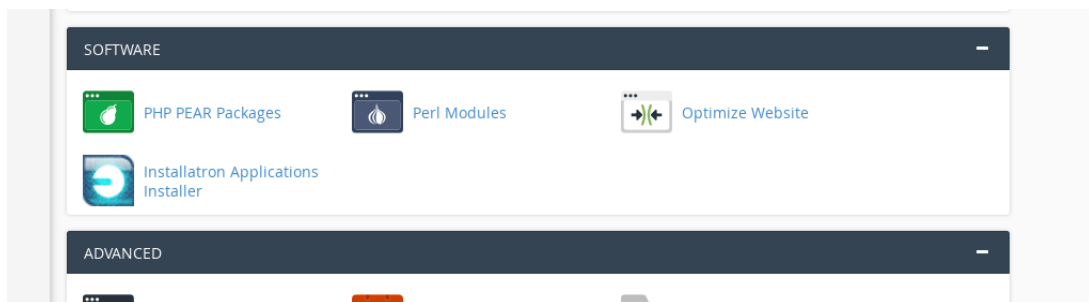 SOFTWARE
PHP PEAR Packages
Perl Modules
Optimize Website
Installatron Applications
Installer
ADVANCED